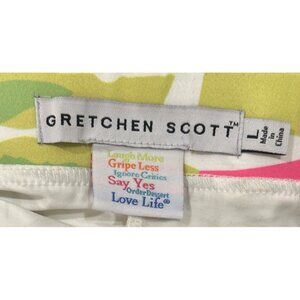 GRETCHEN SCOTT™
L
Made in
China
Laugh More
Gripe Less
Ignore Critics
Say Yes
Order Dessert
Love Life®